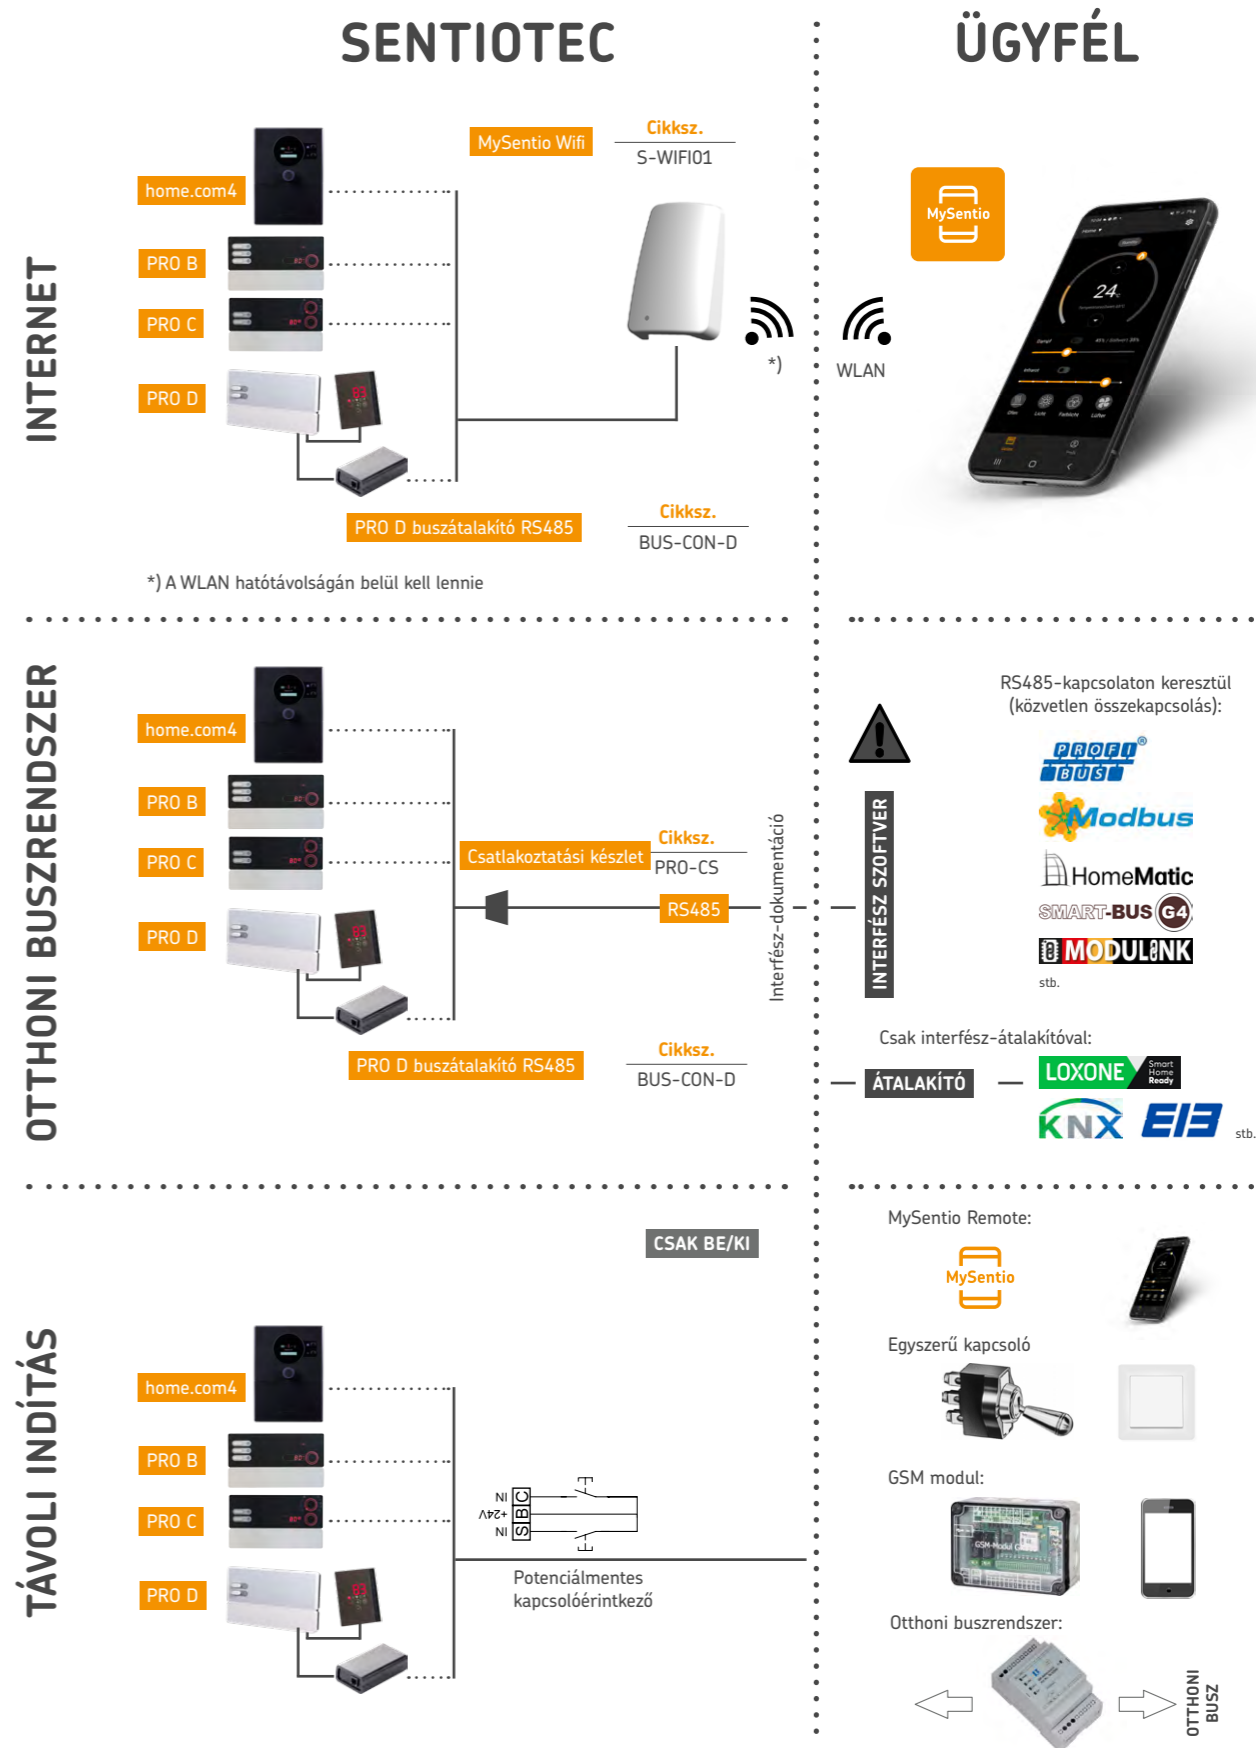 SENTIOTEC
ÜGYFÉL
INTERNET
home.com4
PRO B
PRO C
PRO D
MySentio Wifi
Cikksz.
S-WIFI01
*)
WLAN
MySentio
24
PRO D buszátalakító RS485
Cikksz.
BUS-CON-D
*) A WLAN hatótávolságán belül kell lennie
OTTHONI BUSZRENDSZER
home.com4
PRO B
PRO C
PRO D
Csatlakoztatási készlet
Cikksz.
PRO-CS
RS485
Interfész-dokumentáció
PRO D buszátalakító RS485
Cikksz.
BUS-CON-D
INTERFÉSZ SZOFTVER
RS485-kapcsolaton keresztül
(közvetlen összekapcsolás):
PROFI
BUS
Modbus
HomeMatic
SMART-BUS G4
MODULINK
stb.
Csak interfész-átalakítóval:
ÁTALAKÍTÓ
LOXONE Smart Home Ready
KNX EIB
stb.
TÁVOLI INDÍTÁS
CSAK BE/KI
home.com4
PRO B
PRO C
PRO D
IN C
+24V B
IN S
Potenciálmentes
kapcsolóérintkező
MySentio Remote:
MySentio
Egyszerű kapcsoló
GSM modul:
GSM-Modul
Otthoni buszrendszer:
OTTHONI
BUSZ